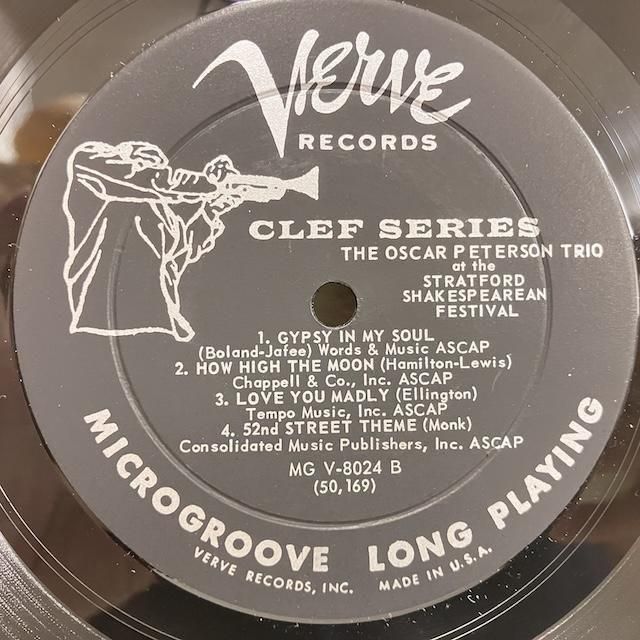 Verve
RECORDS
CLEF SERIES
THE OSCAR PETERSON TRIO
at the
STRATFORD
SHAKESPEAREAN
FESTIVAL
1. GYPSY IN MY SOUL
(Boland-Jafee) Words & Music ASCAP
2. HOW HIGH THE MOON (Hamilton-Lewis)
Chappell & Co., Inc. ASCAP
3. LOVE YOU MADLY (Ellington)
Tempo Music, Inc. ASCAP
4. 52nd STREET THEME (Monk)
Consolidated Music Publishers, Inc. ASCAP
MG V-8024 B
(50,169)
MICROGROOVE LONG PLAYING
VERVE RECORDS, INC. MADE IN U.S.A.